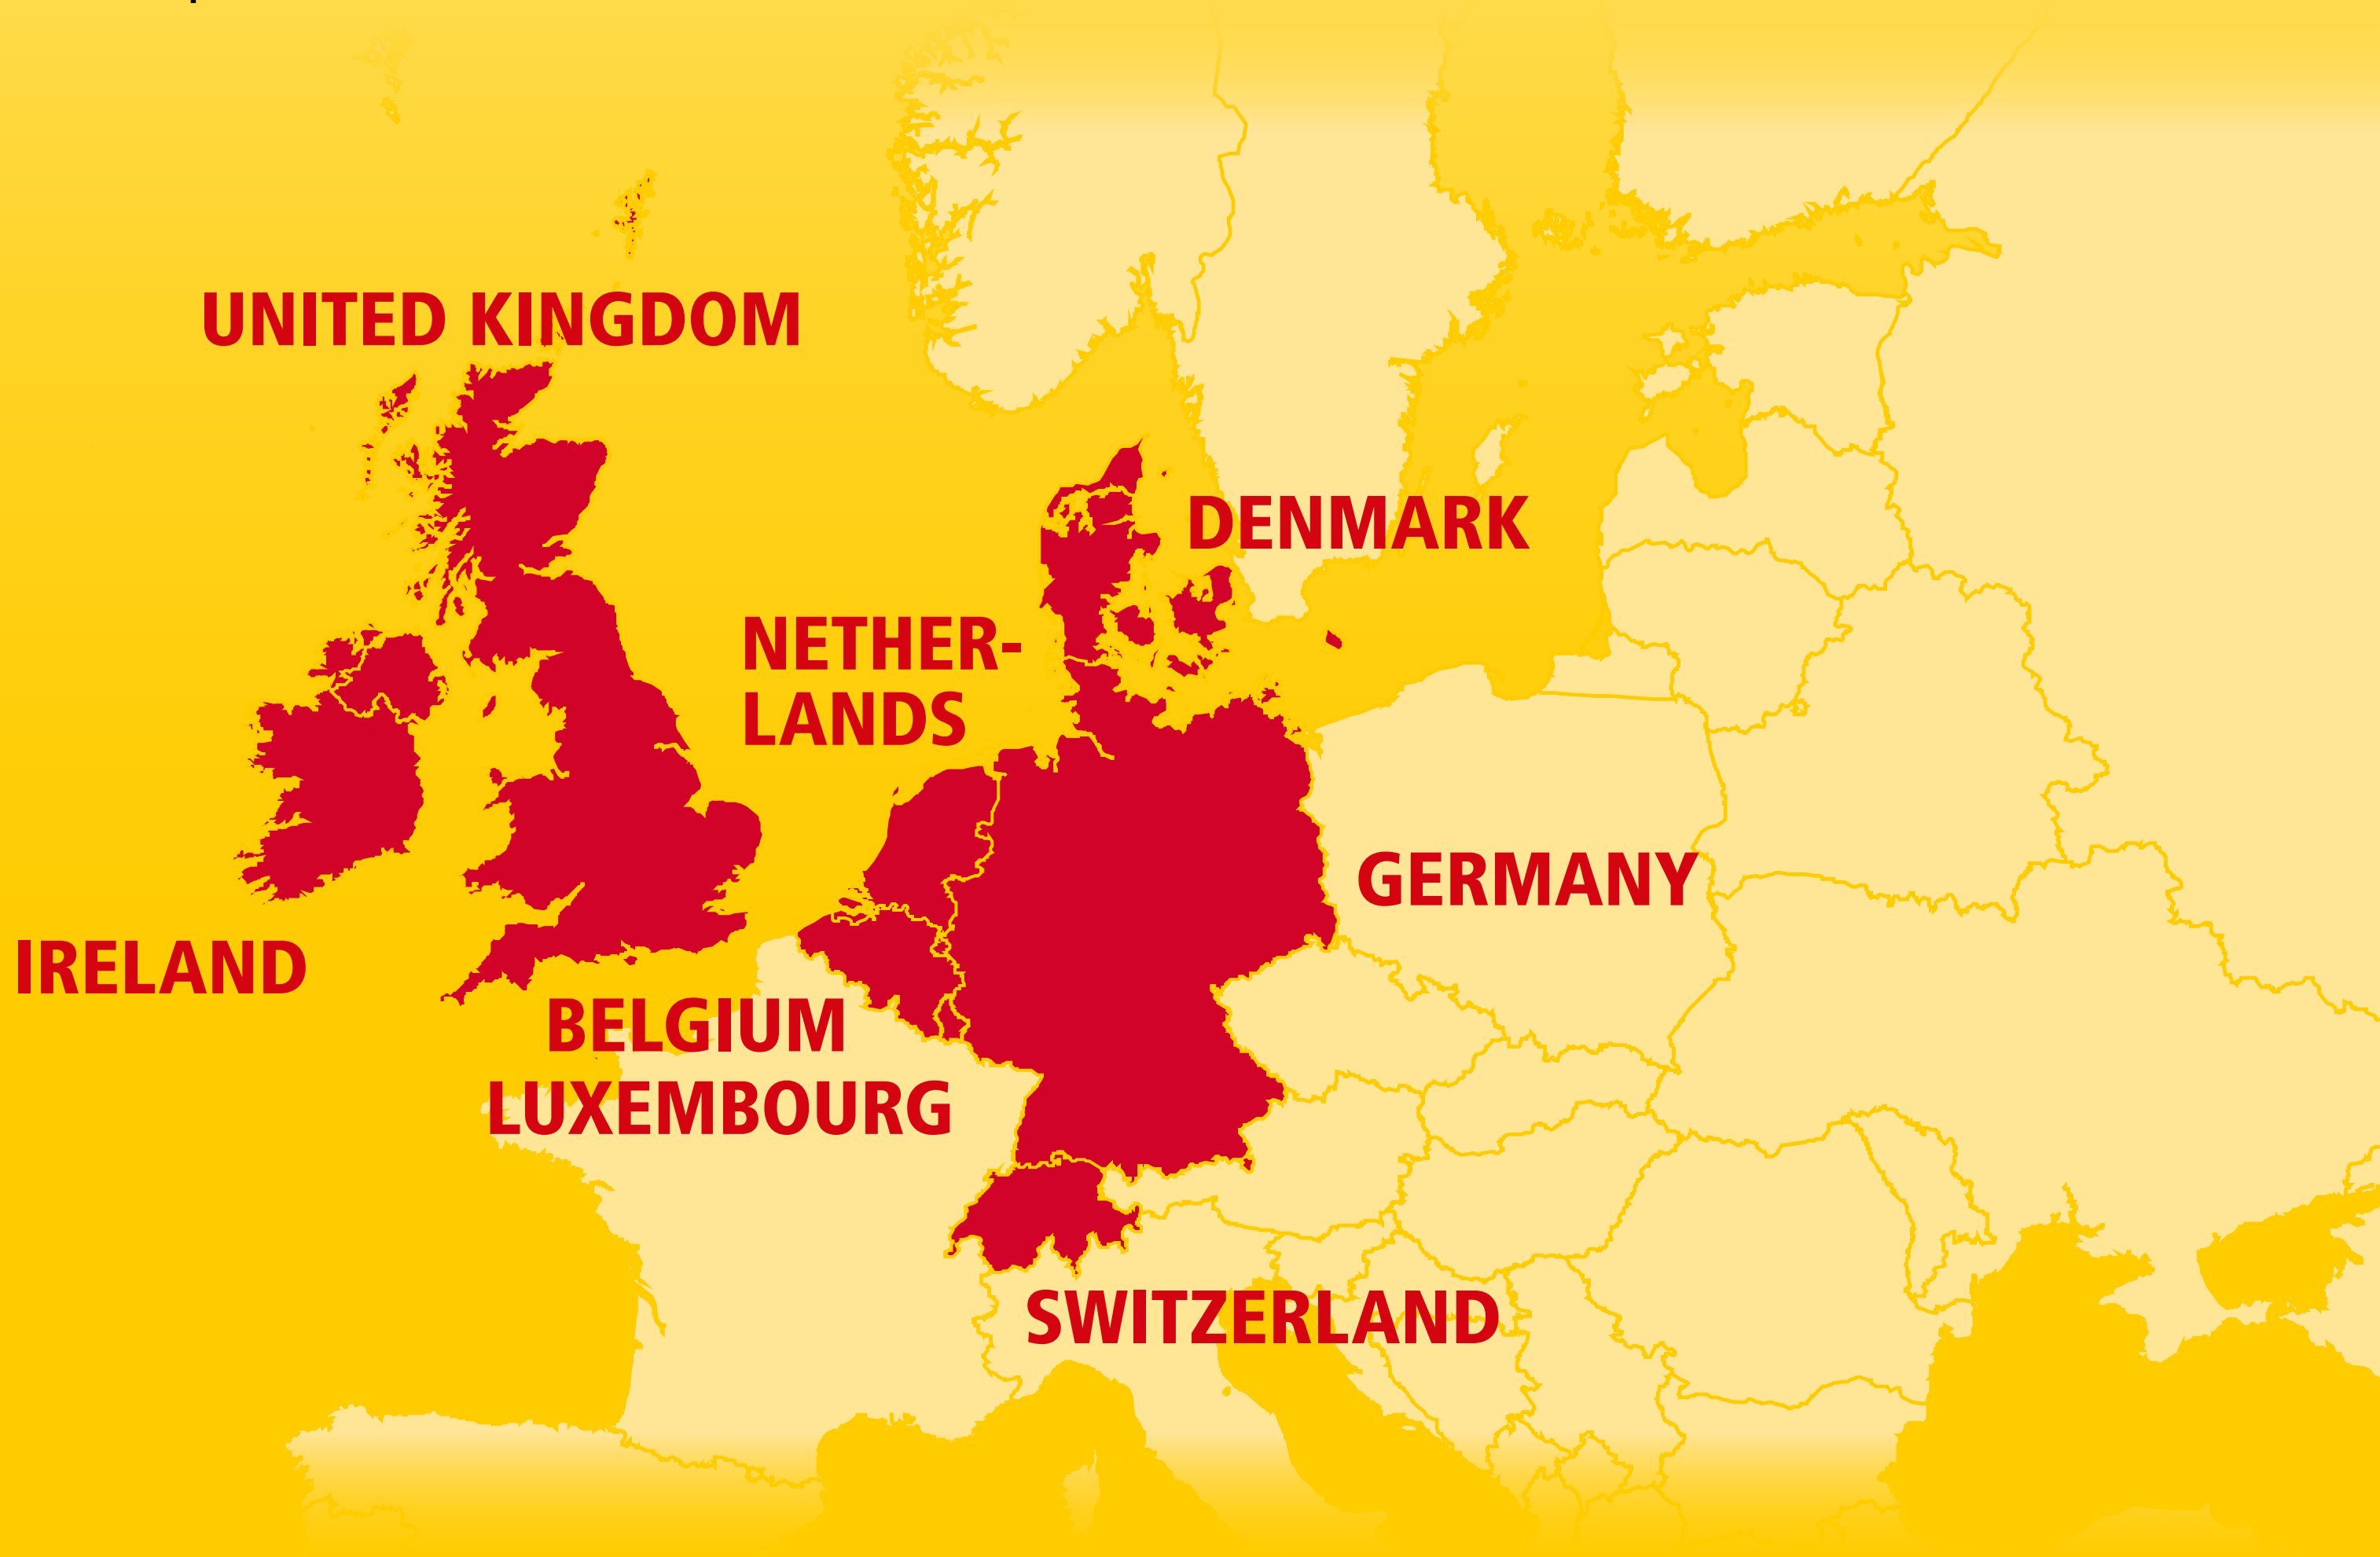 UNITED KINGDOM
DENMARK
NETHER-
LANDS
GERMANY
IRELAND
BELGIUM
LUXEMBOURG
SWITZERLAND